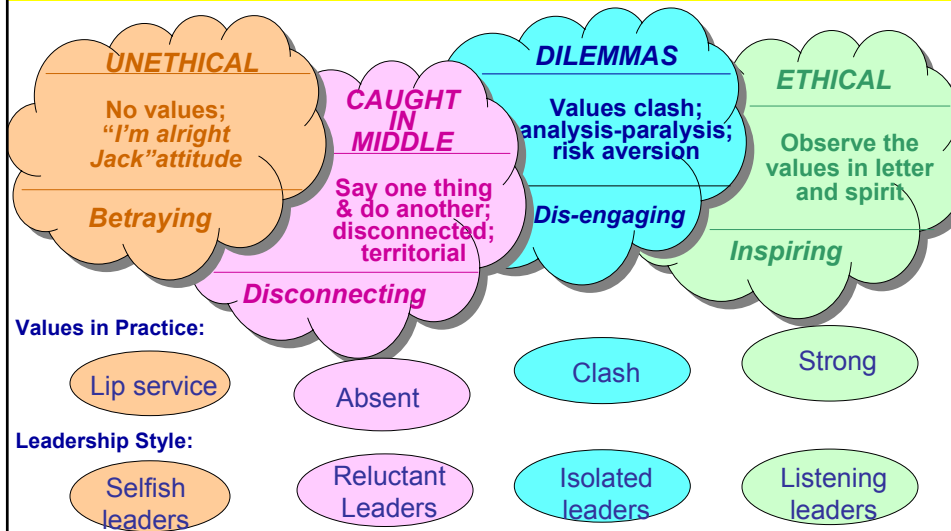 UNETHICAL
No values;
“I’m alright
Jack”attitude
Betraying
CAUGHT
IN
MIDDLE
Say one thing
& do another;
disconnected;
territorial
Disconnecting
DILEMMAS
Values clash;
analysis-paralysis;
risk aversion
Dis-engaging
ETHICAL
Observe the
values in letter
and spirit
Inspiring
Values in Practice:
Lip service
Absent
Clash
Strong
Leadership Style:
Selfish
leaders
Reluctant
Leaders
Isolated
leaders
Listening
leaders